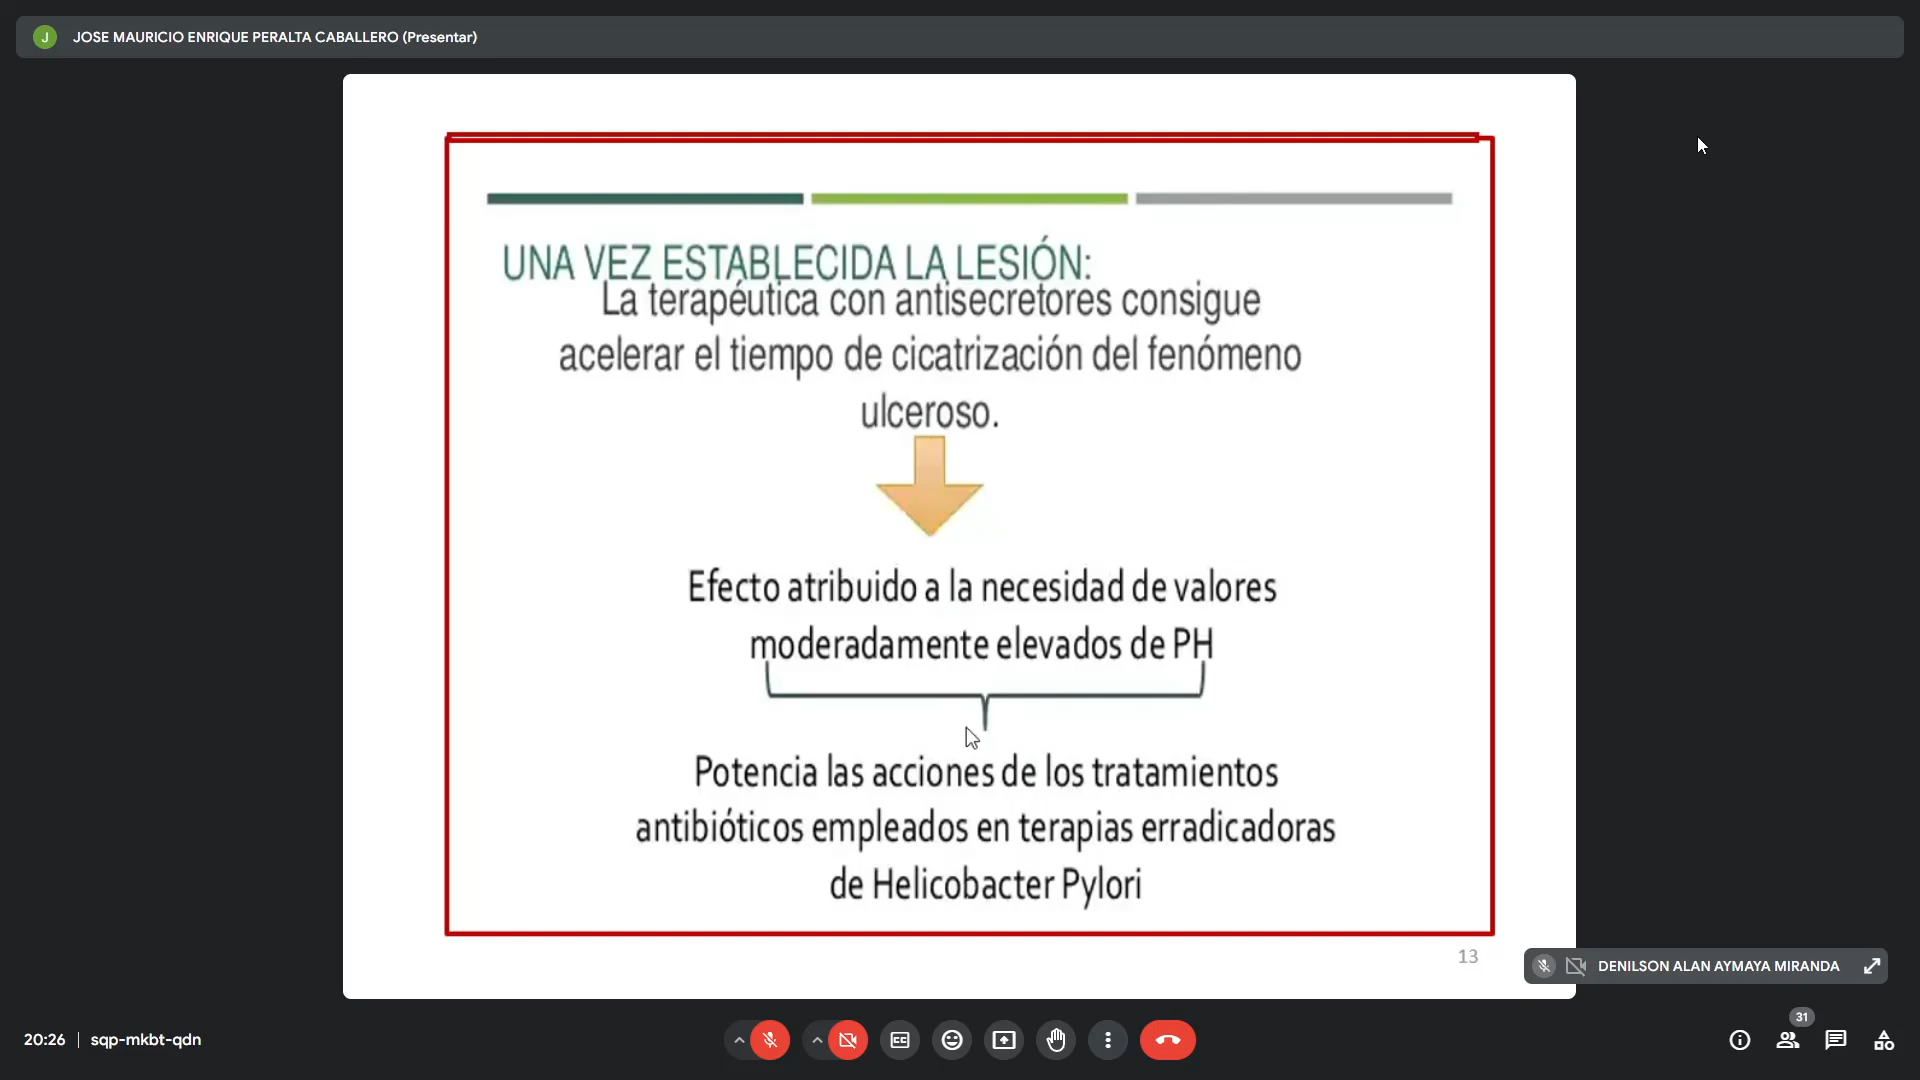 J JOSE MAURICIO ENRIQUE PERALTA CABALLERO (Presentar)
UNA VEZ ESTABLECIDA LA LESIÓN:
La terapéutica con antisecretores consigue
acelerar el tiempo de cicatrización del fenómeno
ulceroso.
Efecto atribuido a la necesidad de valores
moderadamente elevados de PH
Potencia las acciones de los tratamientos
antibióticos empleados en terapias erradicadoras
de Helicobacter Pylori
13
DENILSON ALAN AYMAYA MIRANDA
20:26 | sqp-mkbt-qdn
CC
31